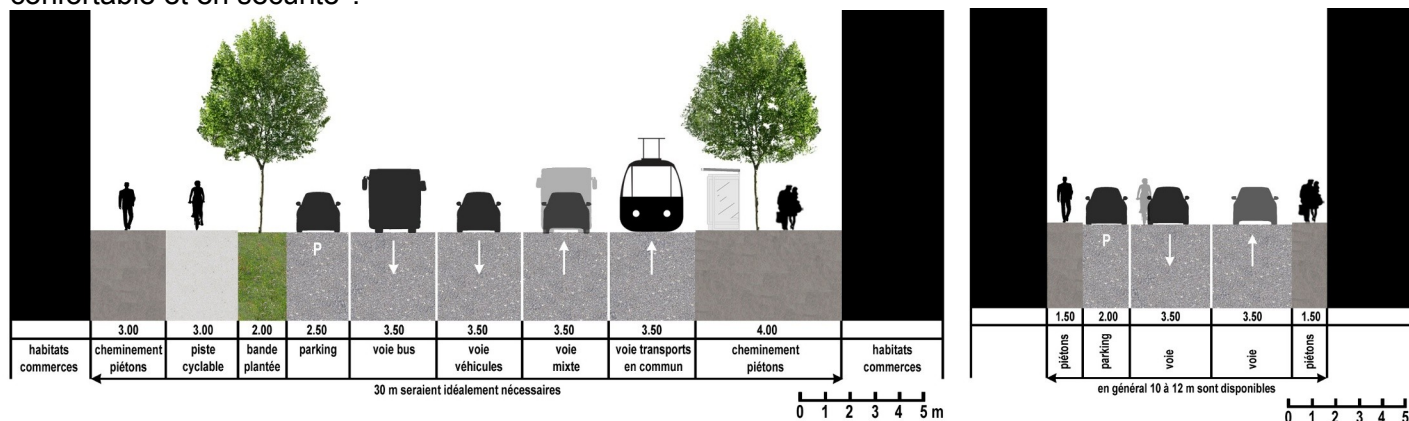 confortable et en sécurité".
P
3.00 3.00 2.00 2.50 3.50 3.50 3.50 3.50 4.00
habitats commerces
cheminement piétons
piste cyclable
bande plantée
parking
voie bus
voie véhicules
voie mixte
voie transports en commun
cheminement piétons
habitats commerces
30 m seraient idéalement nécessaires
0 1 2 3 4 5 m
P
1.50 2.00 3.50 3.50 1.50
piétons
parking
voie
voie
piétons
en général 10 à 12 m sont disponibles
0 1 2 3 4 5